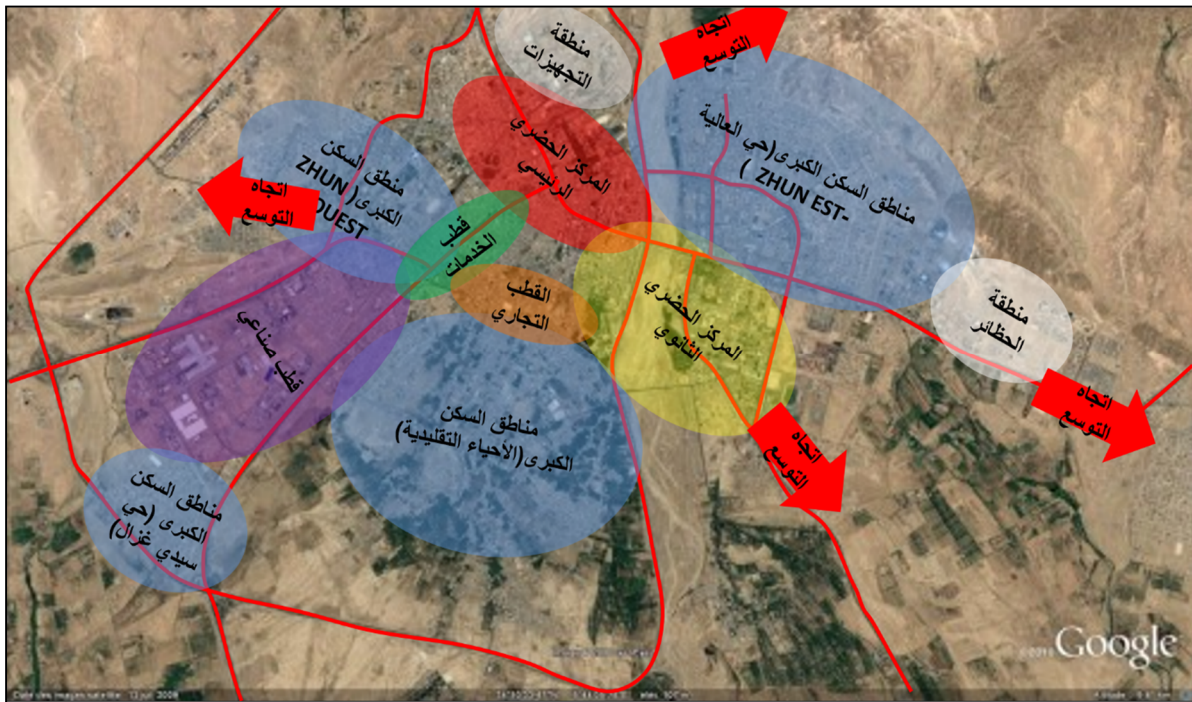 منطقة
التجهيزات
اتجاه
التوسع
المركز الحضري
الرئيسي
مناطق السكن الكبرى(حي العالية
( ZHUN EST-
منطق السكن
الكبرى( ZHUN
OUEST
اتجاه
التوسع
قطب
الخدمات
القطب
التجاري
المركز الحضري
الثانوي
منطقة
الحظائر
قطب صناعي
مناطق السكن
الكبرى(الأحياء التقليدية)
اتجاه
التوسع
اتجاه
التوسع
مناطق السكن
الكبرى (حي
سيدي غزال)
Google